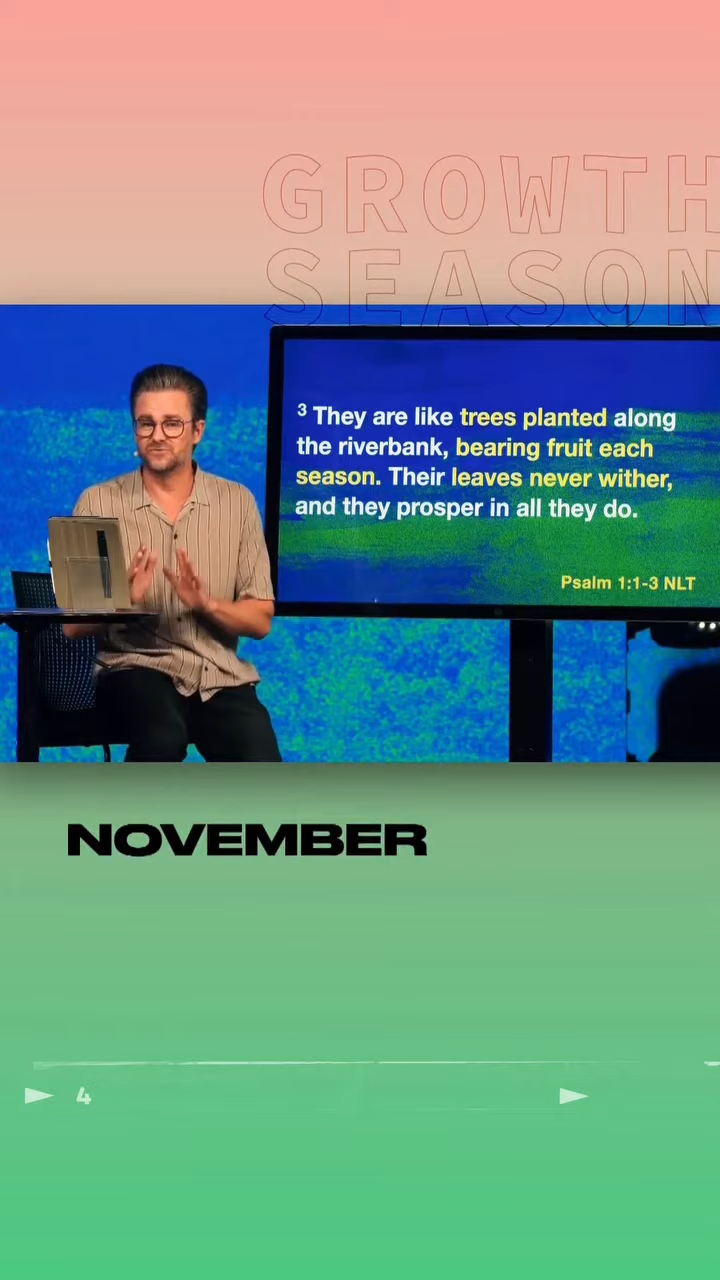 GROWTH
SEASON
3 They are like trees planted along
the riverbank, bearing fruit each
season. Their leaves never wither,
and they prosper in all they do.
Psalm 1:1-3 NLT
NOVEMBER
4